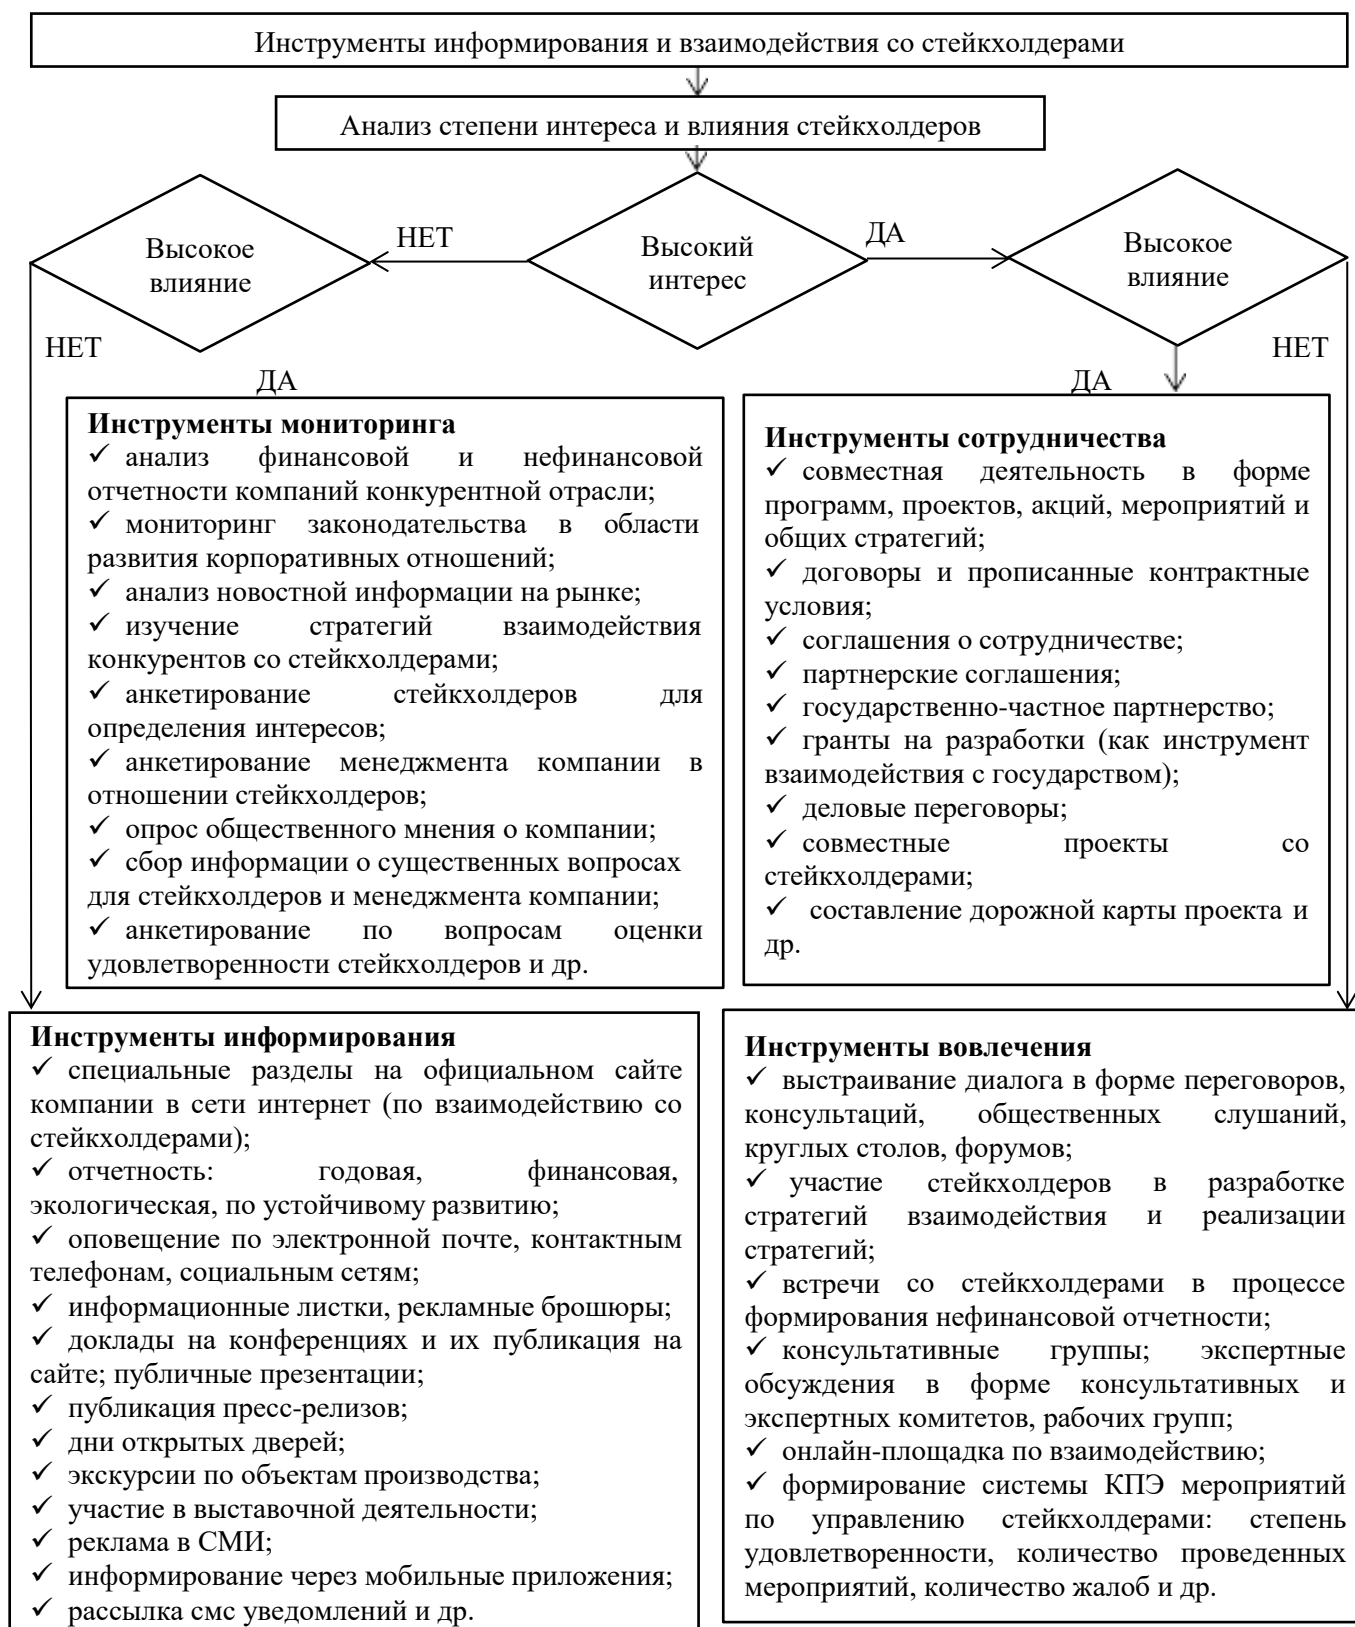 Инструменты информирования и взаимодействия со стейкхолдерами
Анализ степени интереса и влияния стейкхолдеров
Высокое
влияние
НЕТ
Высокий
интерес
ДА
Высокое
влияние
НЕТ
НЕТ
ДА
ДА
Инструменты мониторинга
✓ анализ финансовой и нефинансовой
отчетности компаний конкурентной отрасли;
✓ мониторинг законодательства в области
развития корпоративных отношений;
✓ анализ новостной информации на рынке;
✓ изучение стратегий взаимодействия
конкурентов со стейкхолдерами;
✓ анкетирование стейкхолдеров для
определения интересов;
✓ анкетирование менеджмента компании в
отношении стейкхолдеров;
✓ опрос общественного мнения о компании;
✓ сбор информации о существенных вопросах
для стейкхолдеров и менеджмента компании;
✓ анкетирование по вопросам оценки
удовлетворенности стейкхолдеров и др.
Инструменты сотрудничества
✓ совместная деятельность в форме
программ, проектов, акций, мероприятий и
общих стратегий;
✓ договоры и прописанные контрактные
условия;
✓ соглашения о сотрудничестве;
✓ партнерские соглашения;
✓ государственно-частное партнерство;
✓ гранты на разработки (как инструмент
взаимодействия с государством);
✓ деловые переговоры;
✓ совместные проекты со
стейкхолдерами;
✓ составление дорожной карты проекта и
др.
Инструменты информирования
✓ специальные разделы на официальном сайте
компании в сети интернет (по взаимодействию со
стейкхолдерами);
✓ отчетность: годовая, финансовая,
экологическая, по устойчивому развитию;
✓ оповещение по электронной почте, контактным
телефонам, социальным сетям;
✓ информационные листки, рекламные брошюры;
✓ доклады на конференциях и их публикация на
сайте; публичные презентации;
✓ публикация пресс-релизов;
✓ дни открытых дверей;
✓ экскурсии по объектам производства;
✓ участие в выставочной деятельности;
✓ реклама в СМИ;
✓ информирование через мобильные приложения;
✓ рассылка смс уведомлений и др.
Инструменты вовлечения
✓ выстраивание диалога в форме переговоров,
консультаций, общественных слушаний,
круглых столов, форумов;
✓ участие стейкхолдеров в разработке
стратегий взаимодействия и реализации
стратегий;
✓ встречи со стейкхолдерами в процессе
формирования нефинансовой отчетности;
✓ консультативные группы; экспертные
обсуждения в форме консультативных и
экспертных комитетов, рабочих групп;
✓ онлайн-площадка по взаимодействию;
✓ формирование системы КПЭ мероприятий
по управлению стейкхолдерами: степень
удовлетворенности, количество проведенных
мероприятий, количество жалоб и др.